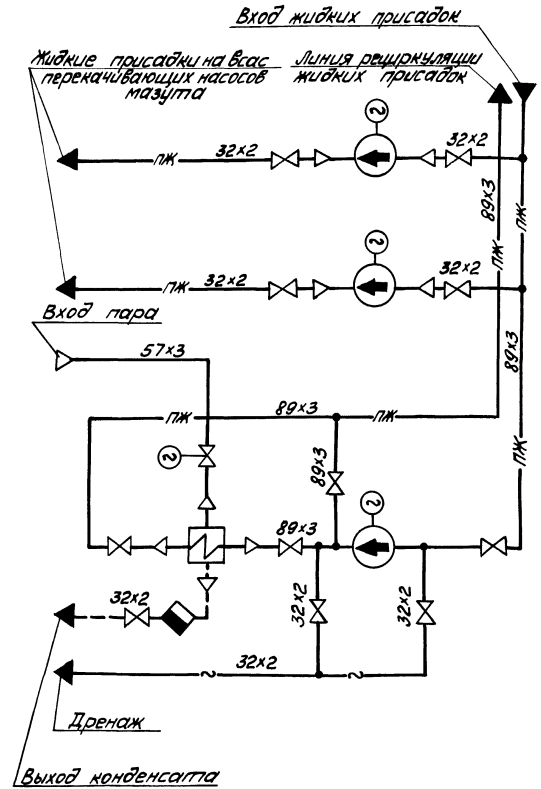 Вход жидких присадок
Жидкие присадки на всас
перекачивающих насосов
мазута
Линия рециркуляции
жидких присадок
32×2
32×2
ПЖ
89×3
ПЖ
ПЖ
32×2
32×2
ПЖ
Вход пара
57×3
89×3
ПЖ
89×3
ПЖ
89×3
ПЖ
89×3
32×2
32×2
32×2
32×2
Дренаж
Выход конденсата